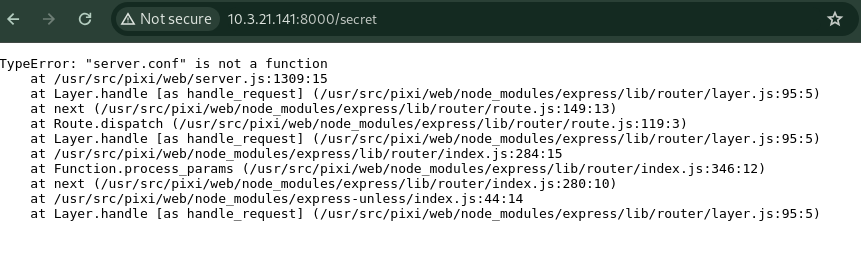 Not secure 10.3.21.141:8000/secret
TypeError: "server.conf" is not a function
at /usr/src/pixi/web/server.js:1309:15
at Layer.handle [as handle_request] (/usr/src/pixi/web/node_modules/express/lib/router/layer.js:95:5)
at next (/usr/src/pixi/web/node_modules/express/lib/router/route.js:149:13)
at Route.dispatch (/usr/src/pixi/web/node_modules/express/lib/router/route.js:119:3)
at Layer.handle [as handle_request] (/usr/src/pixi/web/node_modules/express/lib/router/layer.js:95:5)
at /usr/src/pixi/web/node_modules/express/lib/router/index.js:284:15
at Function.process_params (/usr/src/pixi/web/node_modules/express/lib/router/index.js:346:12)
at next (/usr/src/pixi/web/node_modules/express/lib/router/index.js:280:10)
at /usr/src/pixi/web/node_modules/express-unless/index.js:44:14
at Layer.handle [as handle_request] (/usr/src/pixi/web/node_modules/express/lib/router/layer.js:95:5)